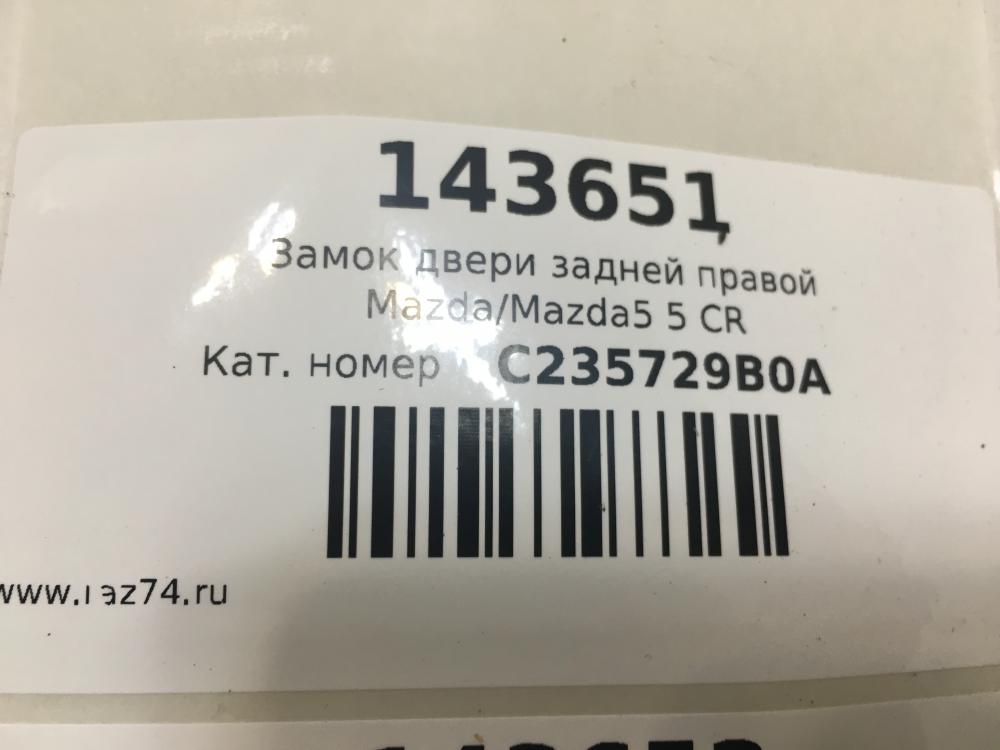 143651
Замок двери задней правой
Mazda/Mazda5 5 CR
Кат. номер C235729B0A